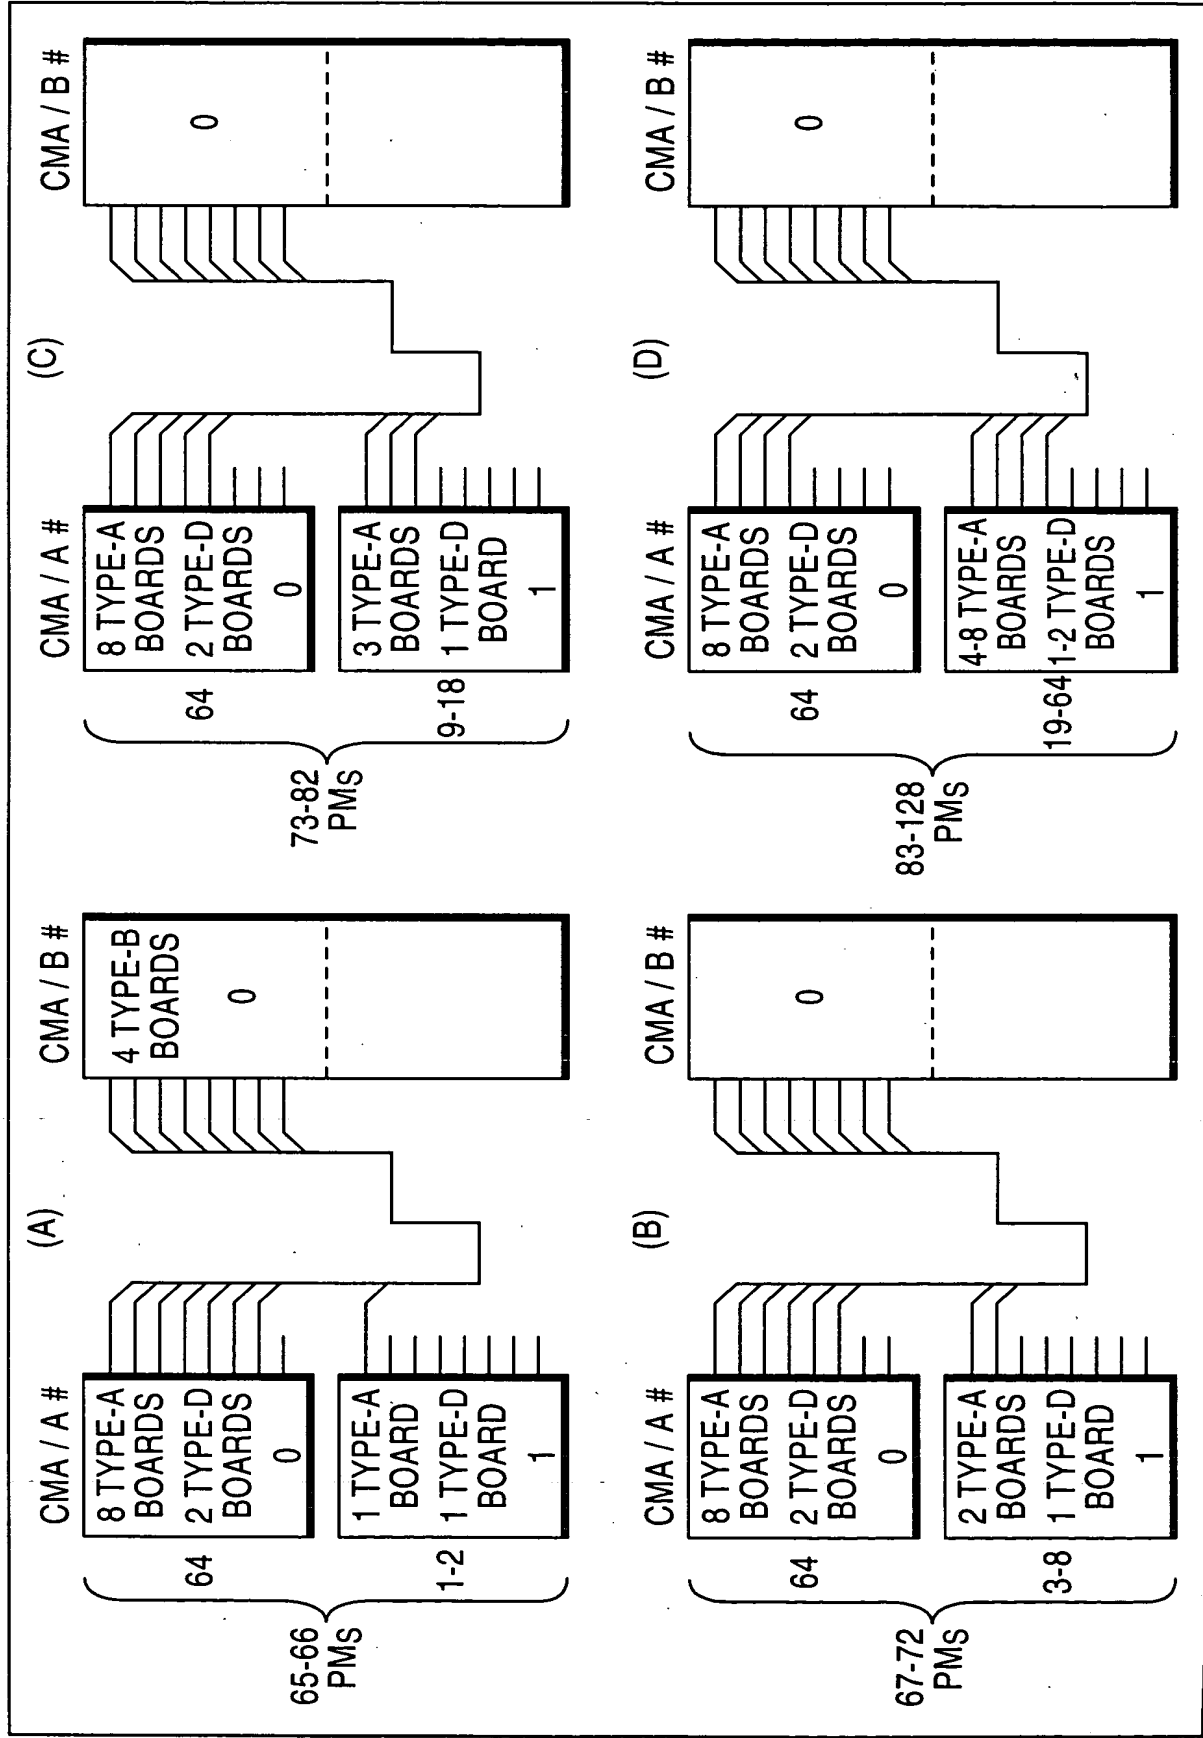 (A)
CMA / A #
CMA / B #
65-66
PMS
64
8 TYPE-A
BOARDS
2 TYPE-D
BOARDS
0
1-2
1 TYPE-A
BOARD
1 TYPE-D
BOARD
1
4 TYPE-B
BOARDS
0
(B)
CMA / A #
CMA / B #
67-72
PMS
64
8 TYPE-A
BOARDS
2 TYPE-D
BOARDS
0
3-8
2 TYPE-A
BOARDS
1 TYPE-D
BOARD
1
0
(C)
CMA / A #
CMA / B #
73-82
PMS
64
8 TYPE-A
BOARDS
2 TYPE-D
BOARDS
0
9-18
3 TYPE-A
BOARDS
1 TYPE-D
BOARD
1
0
(D)
CMA / A #
CMA / B #
83-128
PMS
64
8 TYPE-A
BOARDS
2 TYPE-D
BOARDS
0
19-64
4-8 TYPE-A
BOARDS
1-2 TYPE-D
BOARDS
1
0